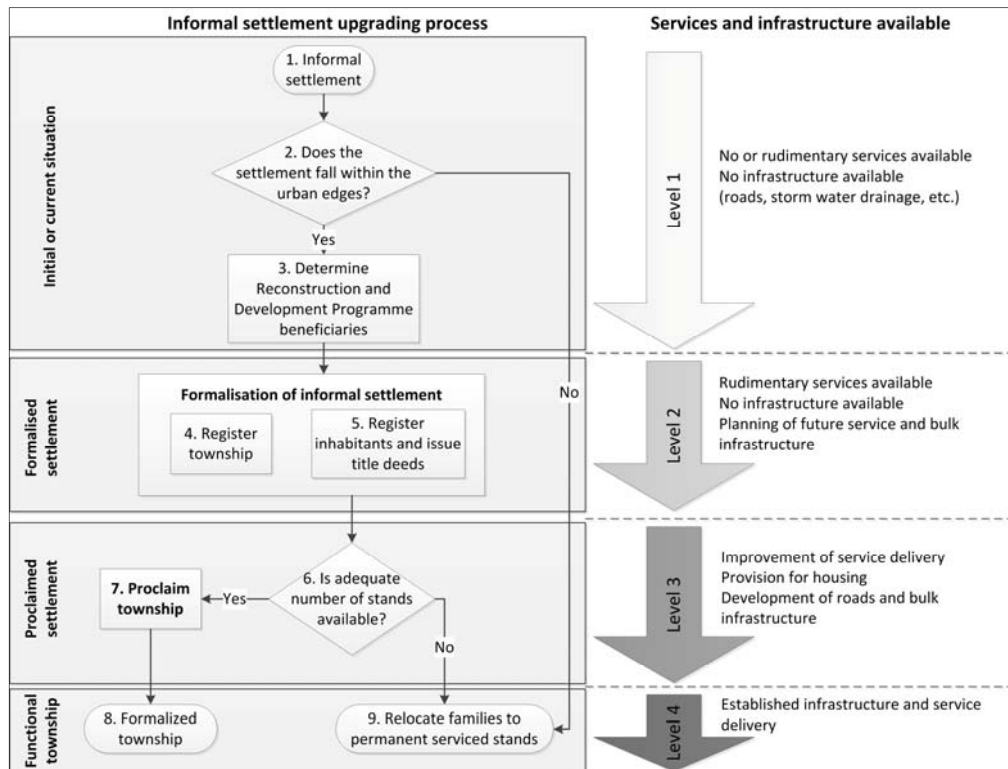 Informal settlement upgrading process
Services and infrastructure available
Initial or current situation
1. Informal
settlement
2. Does the
settlement fall within the
urban edges?
Yes
No
3. Determine
Reconstruction and
Development Programme
beneficiaries
Level 1
No or rudimentary services available
No infrastructure available
(roads, storm water drainage, etc.)
Formalised
settlement
Formalisation of informal settlement
4. Register
township
5. Register
inhabitants and issue
title deeds
Level 2
Rudimentary services available
No infrastructure available
Planning of future service and bulk
infrastructure
Proclaimed
settlement
7. Proclaim
township
Yes
6. Is adequate
number of stands
available?
No
Level 3
Improvement of service delivery
Provision for housing
Development of roads and bulk
infrastructure
Functional
township
8. Formalized
township
9. Relocate families to
permanent serviced stands
Level 4
Established infrastructure and service
delivery